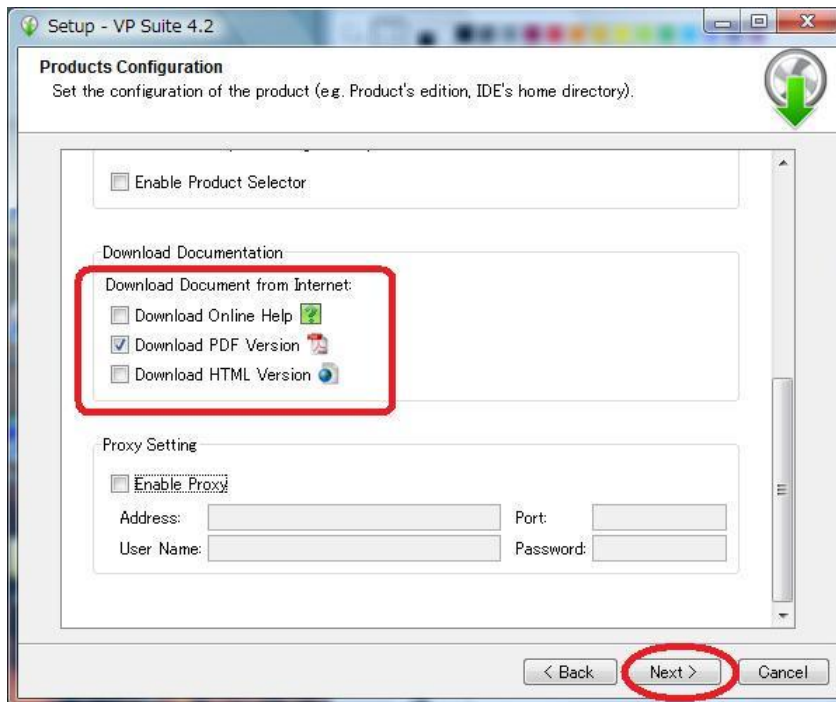 Setup - VP Suite 4.2
Products Configuration
Set the configuration of the product (e.g. Product's edition, IDE's home directory).
Enable Product Selector
Download Documentation
Download Document from Internet:
Download Online Help
Download PDF Version
Download HTML Version
Proxy Setting
Enable Proxy
Address: Port:
User Name: Password:
< Back Next > Cancel